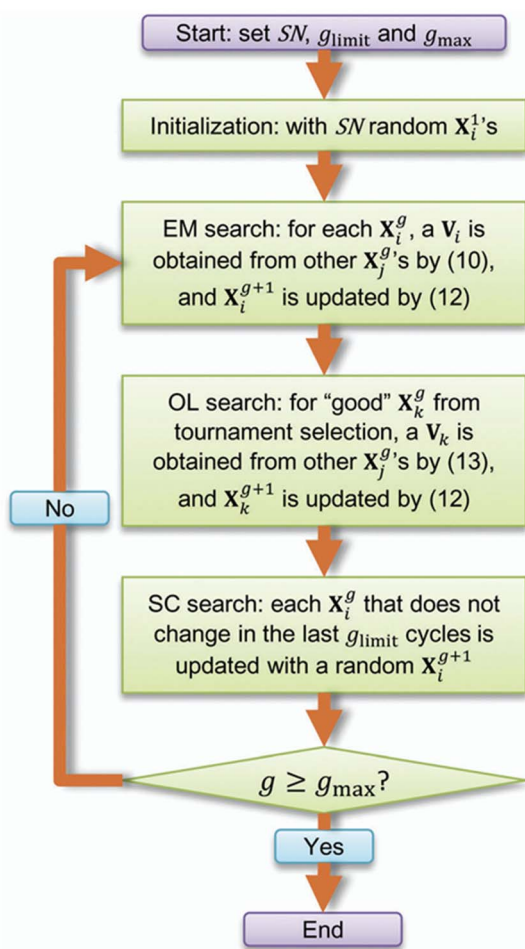 Start: set SN, g_limit and g_max
Initialization: with SN random X_i^1's
EM search: for each X_i^g, a V_i is
obtained from other X_j^g's by (10),
and X_i^{g+1} is updated by (12)
OL search: for “good” X_k^g from
tournament selection, a V_k is
obtained from other X_j^g's by (13),
and X_k^{g+1} is updated by (12)
No
SC search: each X_i^g that does not
change in the last g_limit cycles is
updated with a random X_i^{g+1}
g ≥ g_max?
Yes
End